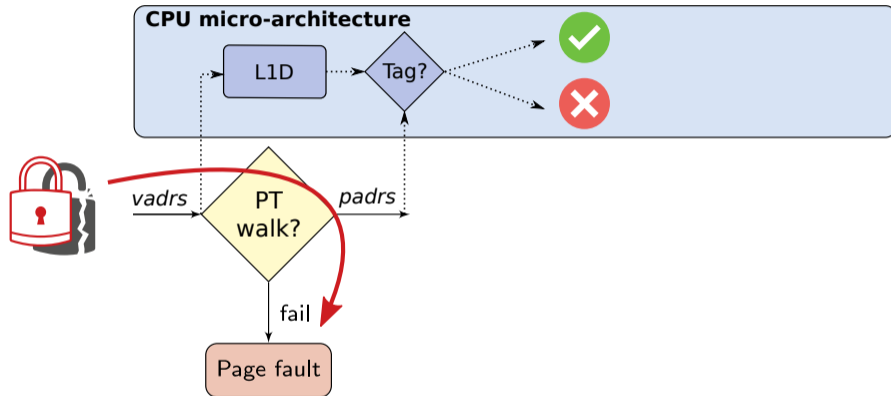 CPU micro-architecture
L1D
Tag?
vadrs
PT
walk?
padrs
fail
Page fault